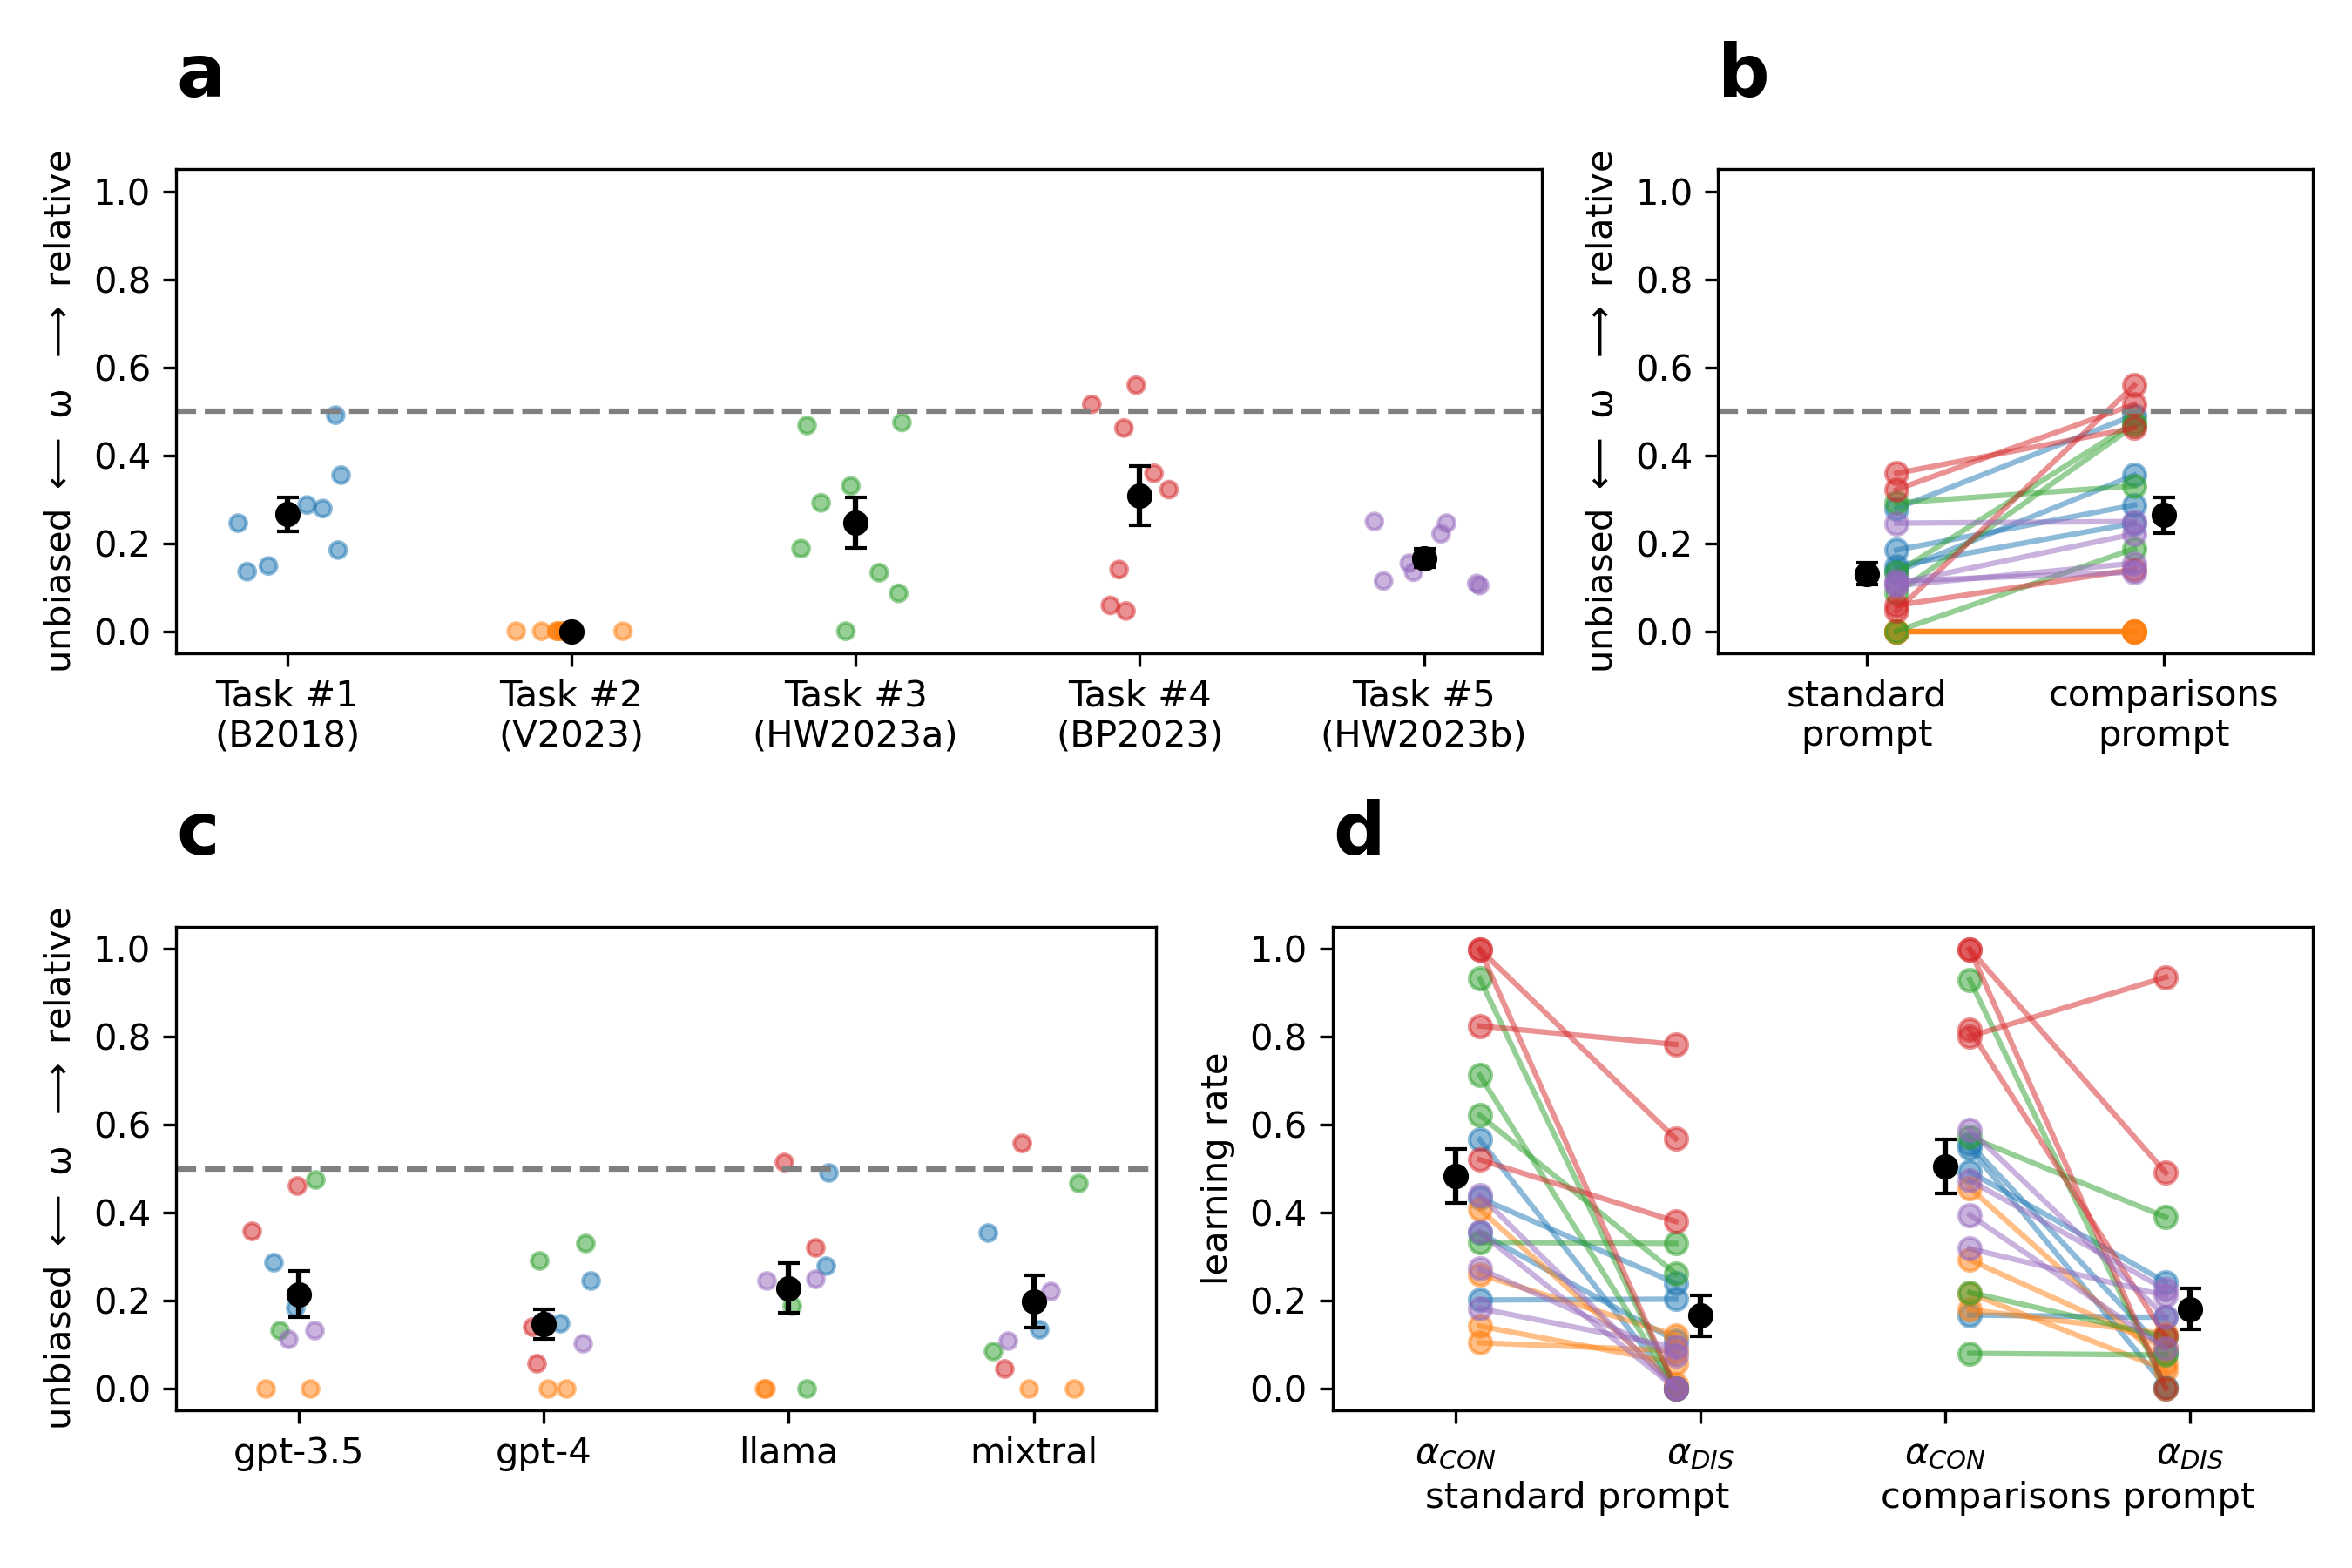 a
unbiased ⟵ ω ⟶ relative
1.0
0.8
0.6
0.4
0.2
0.0
Task #1
(B2018)
Task #2
(V2023)
Task #3
(HW2023a)
Task #4
(BP2023)
Task #5
(HW2023b)
b
unbiased ⟵ ω ⟶ relative
1.0
0.8
0.6
0.4
0.2
0.0
standard
prompt
comparisons
prompt
c
unbiased ⟵ ω ⟶ relative
1.0
0.8
0.6
0.4
0.2
0.0
gpt-3.5
gpt-4
llama
mixtral
d
learning rate
1.0
0.8
0.6
0.4
0.2
0.0
α_CON
α_DIS
α_CON
α_DIS
standard prompt
comparisons prompt